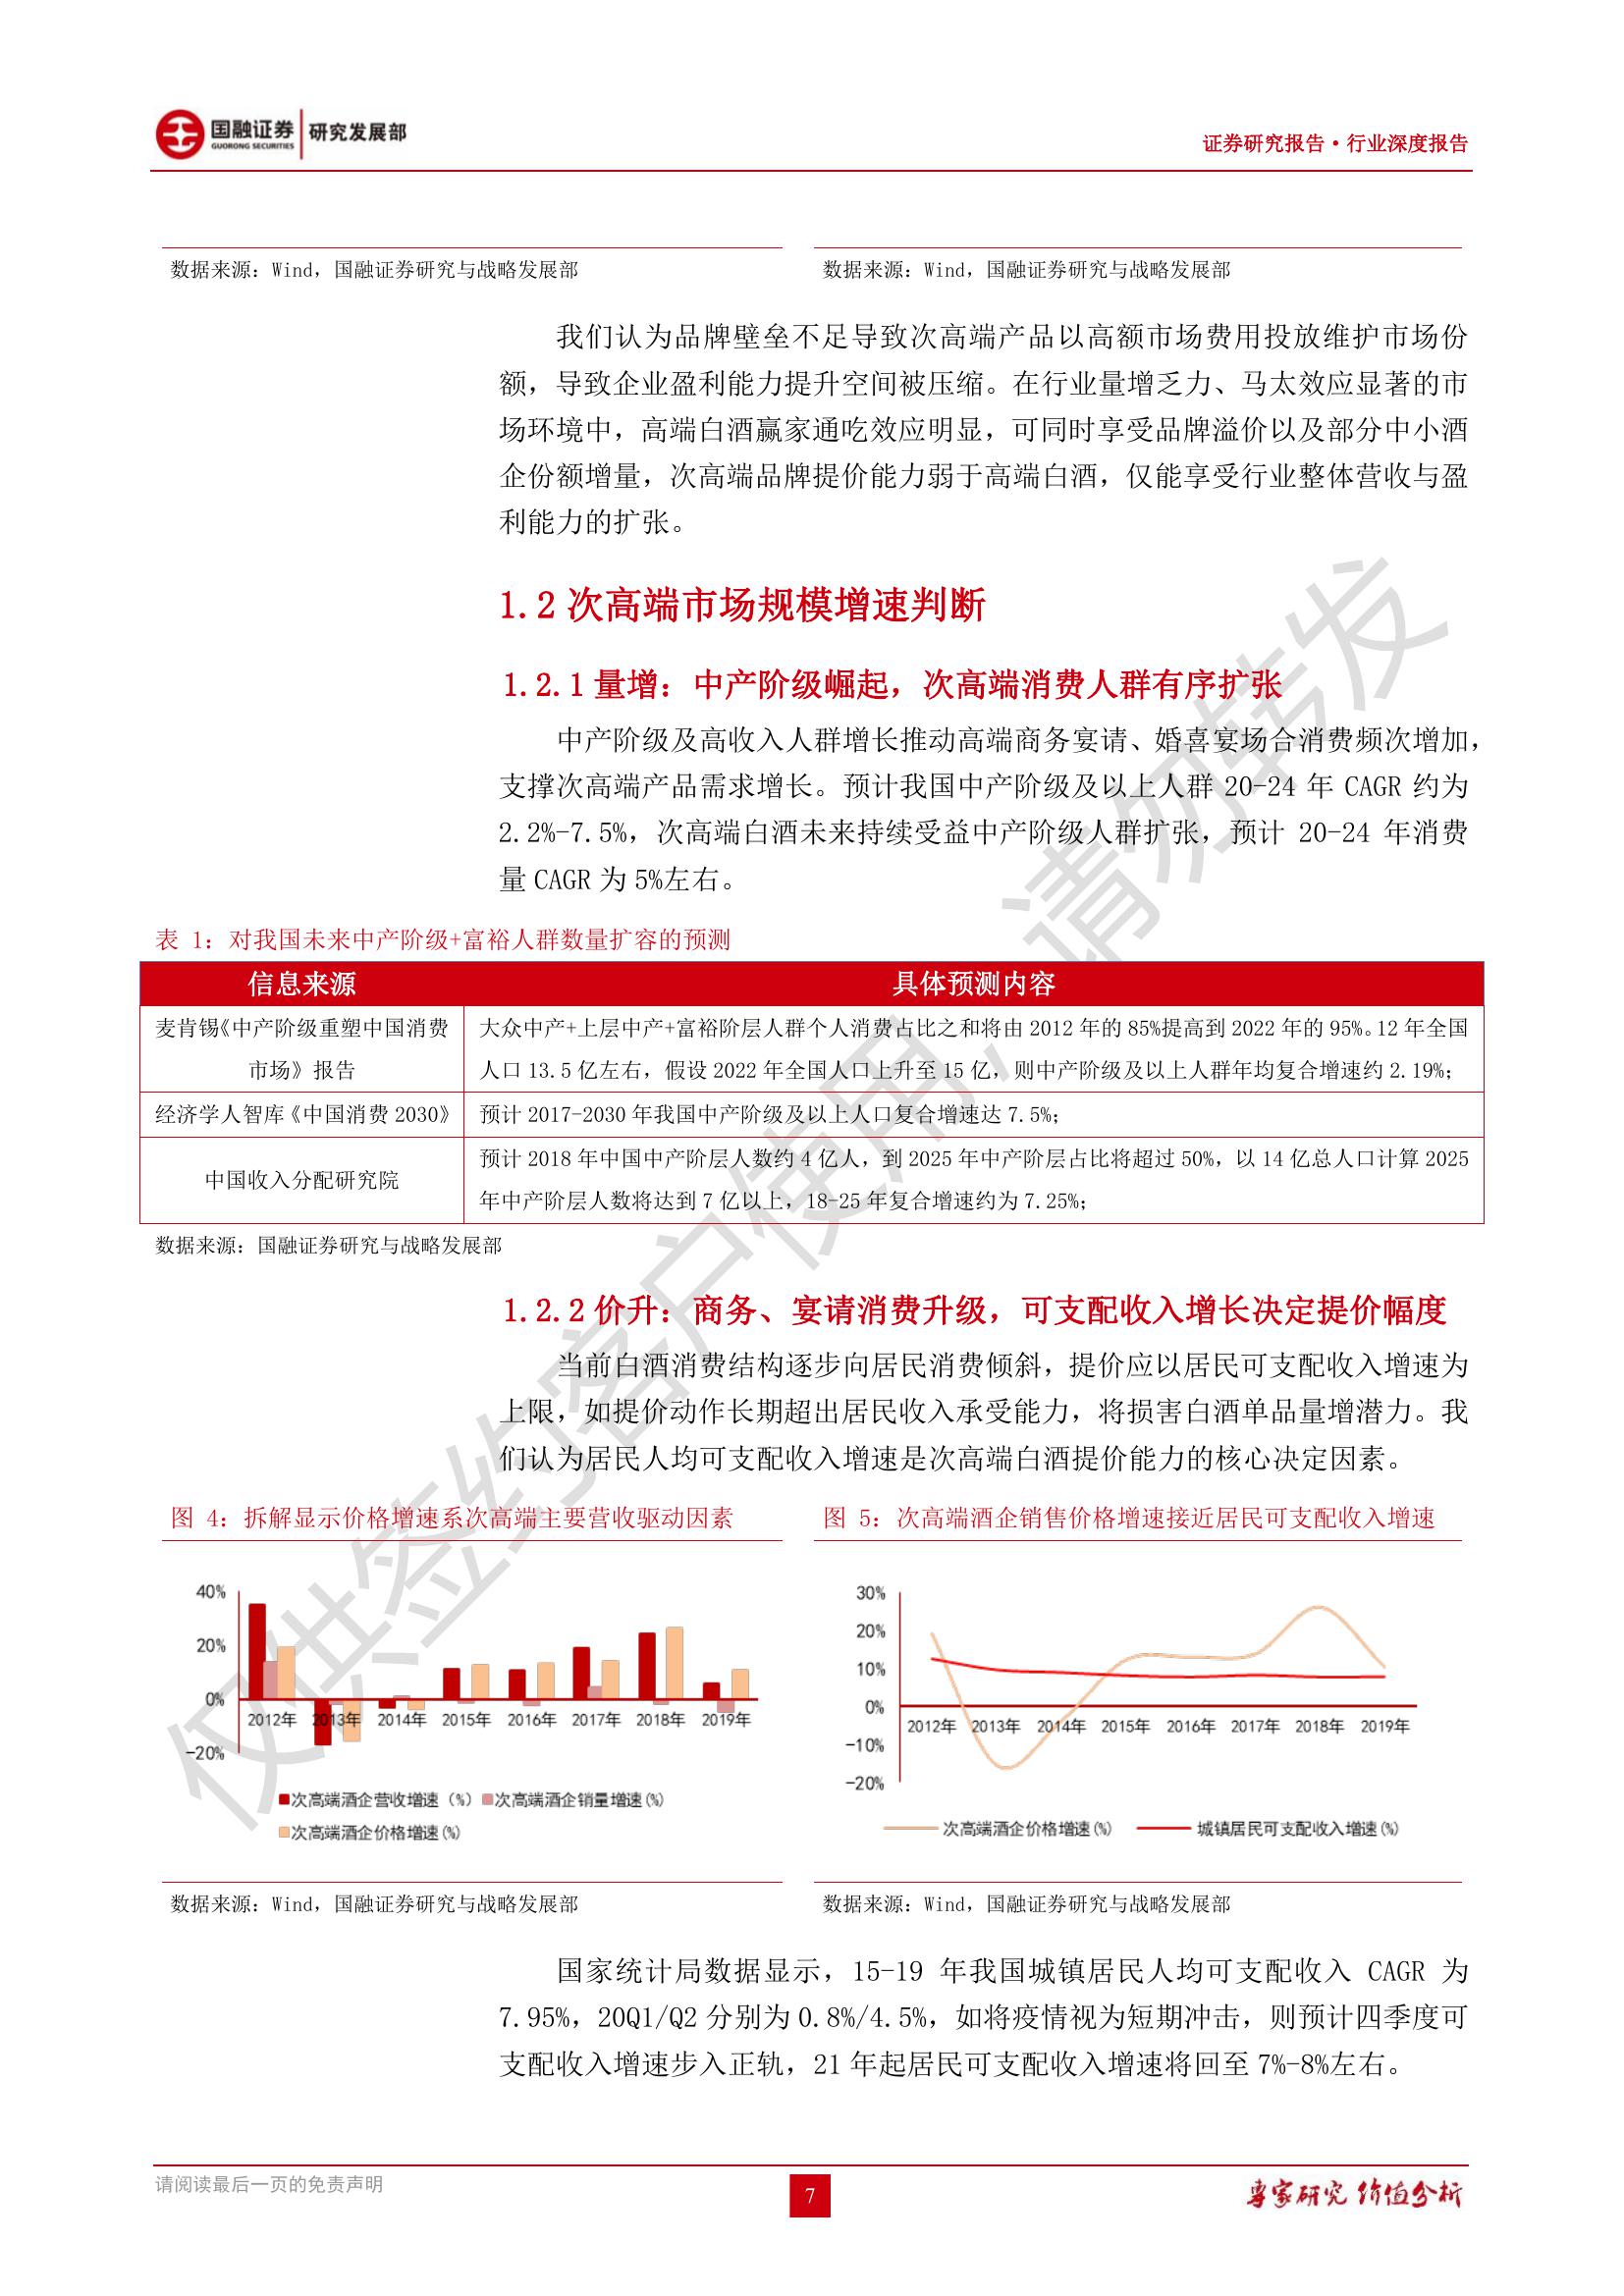 国融证券
GUORONG SECURITIES
研究发展部
证券研究报告·行业深度报告
数据来源：Wind，国融证券研究与战略发展部
数据来源：Wind，国融证券研究与战略发展部
我们认为品牌壁垒不足导致次高端产品以高额市场费用投放维护市场份
额，导致企业盈利能力提升空间被压缩。在行业量增乏力、马太效应显著的市
场环境中，高端白酒赢家通吃效应明显，可同时享受品牌溢价以及部分中小酒
企份额增量，次高端品牌提价能力弱于高端白酒，仅能享受行业整体营收与盈
利能力的扩张。
1.2 次高端市场规模增速判断
1.2.1 量增：中产阶级崛起，次高端消费人群有序扩张
中产阶级及高收入人群增长推动高端商务宴请、婚喜宴场合消费频次增加，
支撑次高端产品需求增长。预计我国中产阶级及以上人群 20-24 年 CAGR 约为
2.2%-7.5%，次高端白酒未来持续受益中产阶级人群扩张，预计 20-24 年消费
量 CAGR 为 5%左右。
表 1：对我国未来中产阶级+富裕人群数量扩容的预测
信息来源 具体预测内容
麦肯锡《中产阶级重塑中国消费
市场》报告
大众中产+上层中产+富裕阶层人群个人消费占比之和将由 2012 年的 85%提高到 2022 年的 95%。12 年全国
人口 13.5 亿左右，假设 2022 年全国人口上升至 15 亿，则中产阶级及以上人群年均复合增速约 2.19%；
经济学人智库《中国消费 2030》
预计 2017-2030 年我国中产阶级及以上人口复合增速达 7.5%；
中国收入分配研究院
预计 2018 年中国中产阶层人数约 4 亿人，到 2025 年中产阶层占比将超过 50%，以 14 亿总人口计算 2025
年中产阶层人数将达到 7 亿以上，18-25 年复合增速约为 7.25%；
数据来源：国融证券研究与战略发展部
1.2.2 价升：商务、宴请消费升级，可支配收入增长决定提价幅度
当前白酒消费结构逐步向居民消费倾斜，提价应以居民可支配收入增速为
上限，如提价动作长期超出居民收入承受能力，将损害白酒单品量增潜力。我
们认为居民人均可支配收入增速是次高端白酒提价能力的核心决定因素。
图 4：拆解显示价格增速系次高端主要营收驱动因素
40%
20%
0%
-20%
2012年 2013年 2014年 2015年 2016年 2017年 2018年 2019年
次高端酒企营收增速（%） 次高端酒企销量增速(%)
次高端酒企价格增速(%)
数据来源：Wind，国融证券研究与战略发展部
图 5：次高端酒企销售价格增速接近居民可支配收入增速
30%
20%
10%
0%
-10%
-20%
2012年 2013年 2014年 2015年 2016年 2017年 2018年 2019年
次高端酒企价格增速(%) 城镇居民可支配收入增速(%)
数据来源：Wind，国融证券研究与战略发展部
国家统计局数据显示，15-19 年我国城镇居民人均可支配收入 CAGR 为
7.95%，20Q1/Q2 分别为 0.8%/4.5%，如将疫情视为短期冲击，则预计四季度可
支配收入增速步入正轨，21 年起居民可支配收入增速将回至 7%-8%左右。
请阅读最后一页的免责声明
7
专家研究 价值分析
仅供签约客户使用，请勿转发